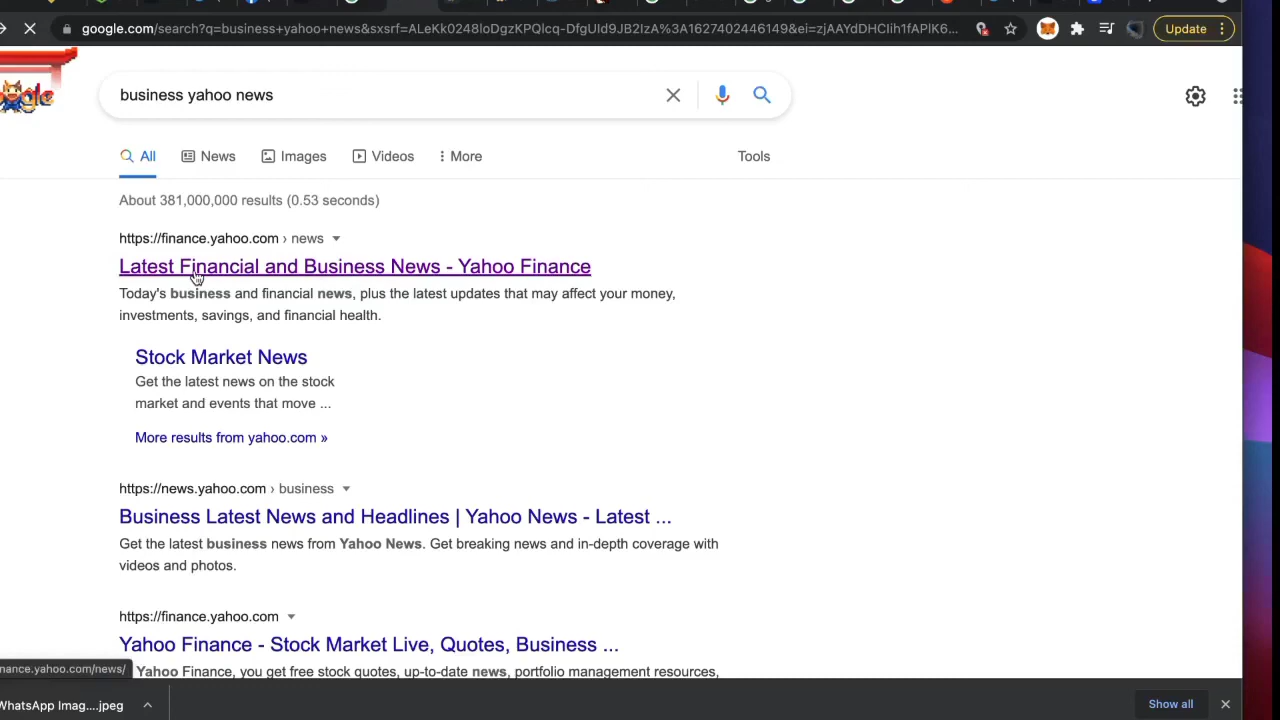 google.com/search?q=business+yahoo+news&sxsrf=ALeKk0248loDgzKPQlcq-DfgUId9JB2IzA%3A1627402446149&ei=zjAAYdDHCIih1fAPlK6...
Update
business yahoo news
All
News
Images
Videos
More
Tools
About 381,000,000 results (0.53 seconds)
https://finance.yahoo.com › news
Latest Financial and Business News - Yahoo Finance
Today's business and financial news, plus the latest updates that may affect your money,
investments, savings, and financial health.
Stock Market News
Get the latest news on the stock
market and events that move ...
More results from yahoo.com »
https://news.yahoo.com › business
Business Latest News and Headlines | Yahoo News - Latest ...
Get the latest business news from Yahoo News. Get breaking news and in-depth coverage with
videos and photos.
https://finance.yahoo.com
Yahoo Finance - Stock Market Live, Quotes, Business ...
Yahoo Finance, you get free stock quotes, up-to-date news, portfolio management resources,
nance.yahoo.com/news/
WhatsApp Imag....jpeg
Show all